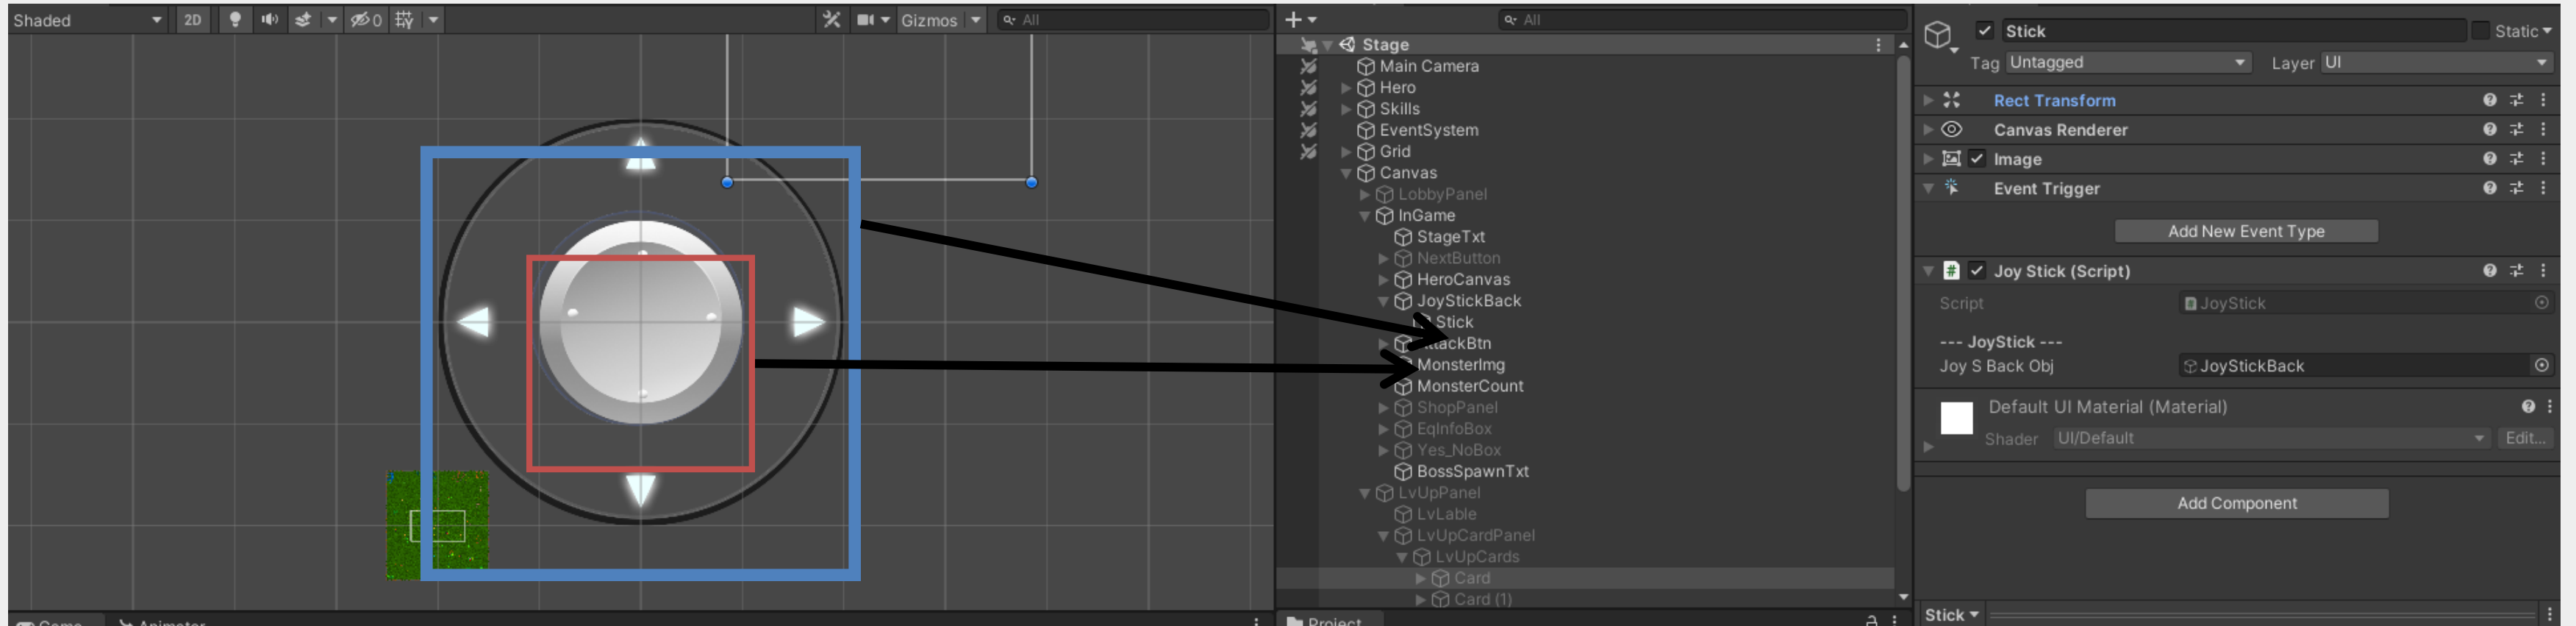 Shaded
2D
0
Gizmos
All
All
Stage
Main Camera
Hero
Skills
EventSystem
Grid
Canvas
LobbyPanel
InGame
StageTxt
NextButton
HeroCanvas
JoyStickBack
Stick
AttackBtn
MonsterImg
MonsterCount
ShopPanel
EqInfoBox
Yes_NoBox
BossSpawnTxt
LvUpPanel
LvLable
LvUpCardPanel
LvUpCards
Card
Card (1)
Project
Stick
Static
Tag Untagged Layer UI
Rect Transform
Canvas Renderer
Image
Event Trigger
Add New Event Type
# Joy Stick (Script)
Script JoyStick
--- JoyStick ---
Joy S Back Obj JoyStickBack
Default UI Material (Material)
Shader UI/Default Edit...
Add Component
Stick
Game
Animator